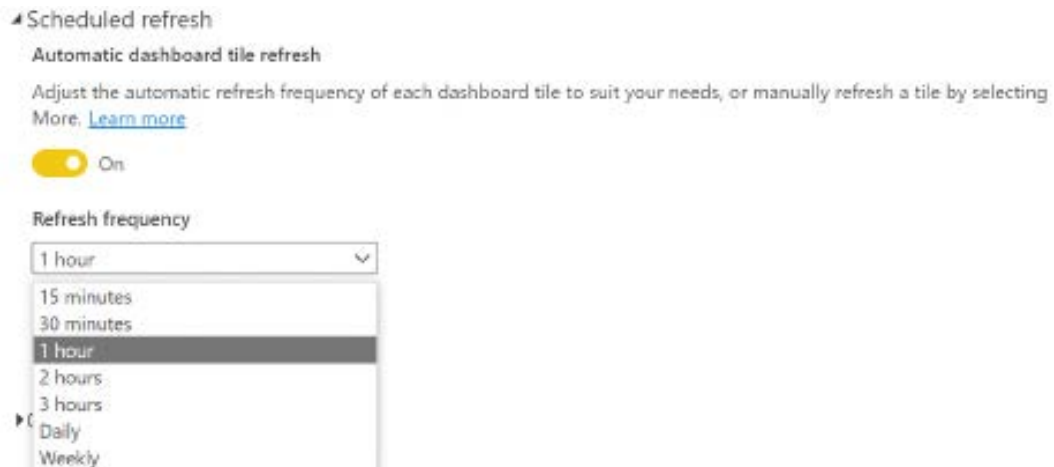 Scheduled refresh
Automatic dashboard tile refresh
Adjust the automatic refresh frequency of each dashboard tile to suit your needs, or manually refresh a tile by selecting
More. Learn more
On
Refresh frequency
1 hour
15 minutes
30 minutes
1 hour
2 hours
3 hours
Daily
Weekly